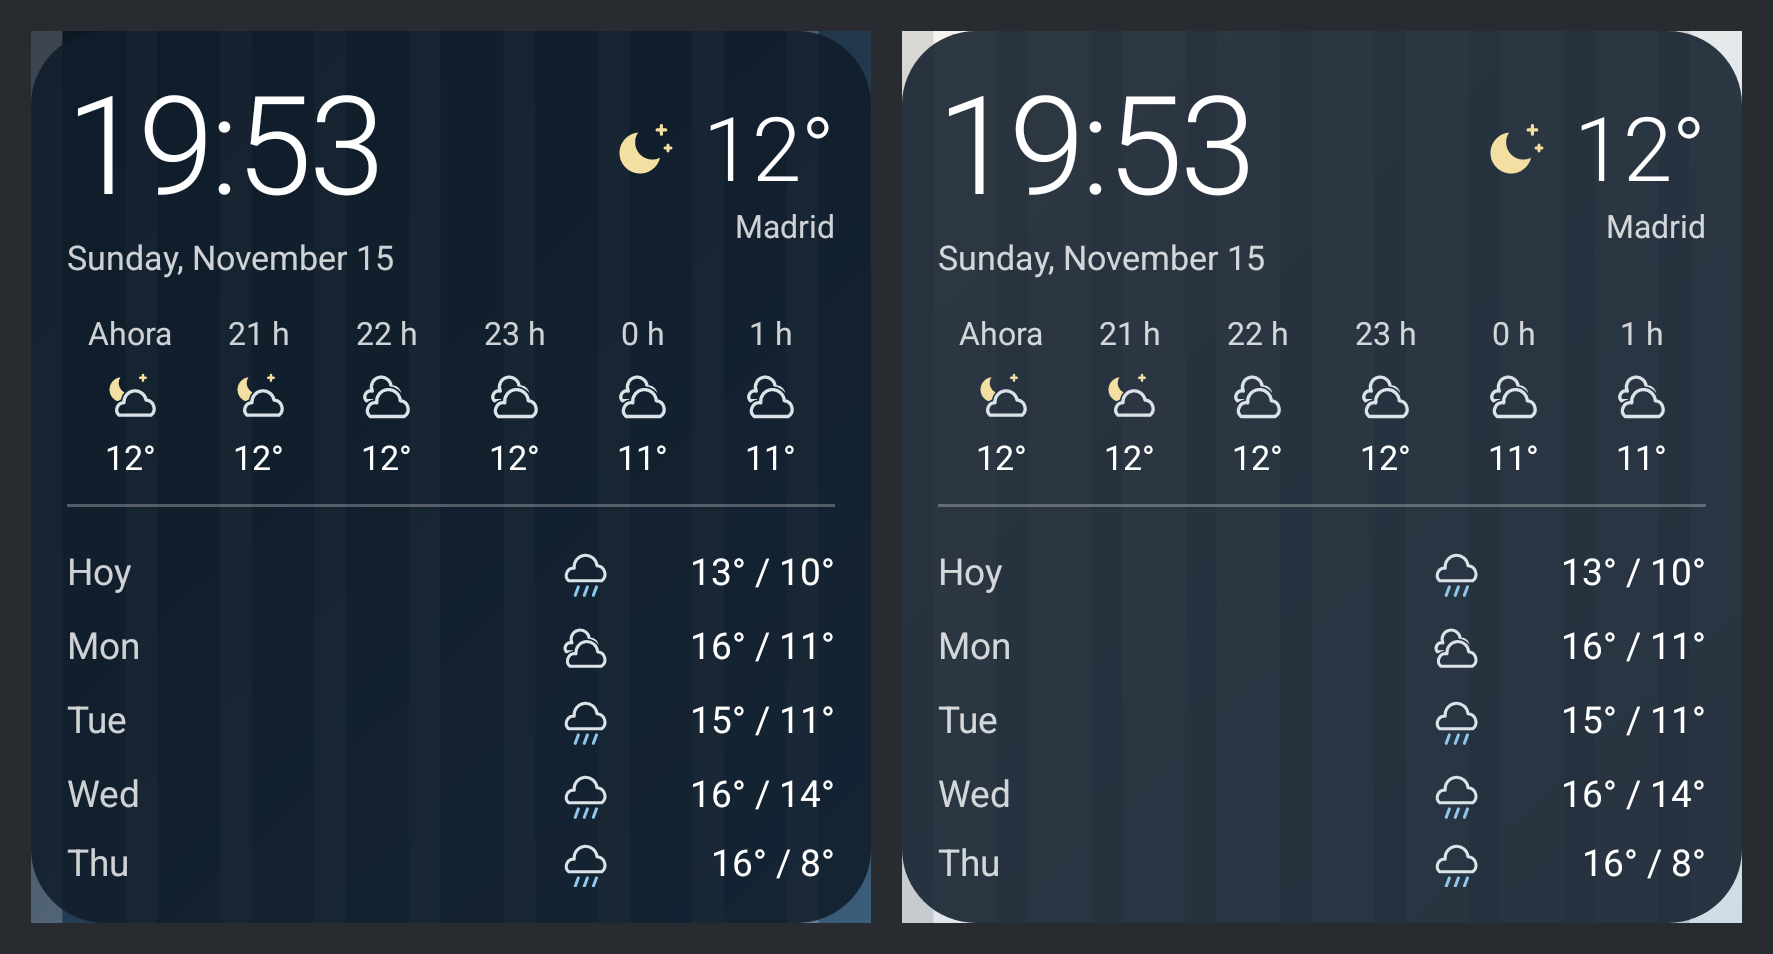 19:53
12°
Madrid
Sunday, November 15
Ahora 21 h 22 h 23 h 0 h 1 h
12° 12° 12° 12° 11° 11°
Hoy 13° / 10°
Mon 16° / 11°
Tue 15° / 11°
Wed 16° / 14°
Thu 16° / 8°
19:53
12°
Madrid
Sunday, November 15
Ahora 21 h 22 h 23 h 0 h 1 h
12° 12° 12° 12° 11° 11°
Hoy 13° / 10°
Mon 16° / 11°
Tue 15° / 11°
Wed 16° / 14°
Thu 16° / 8°